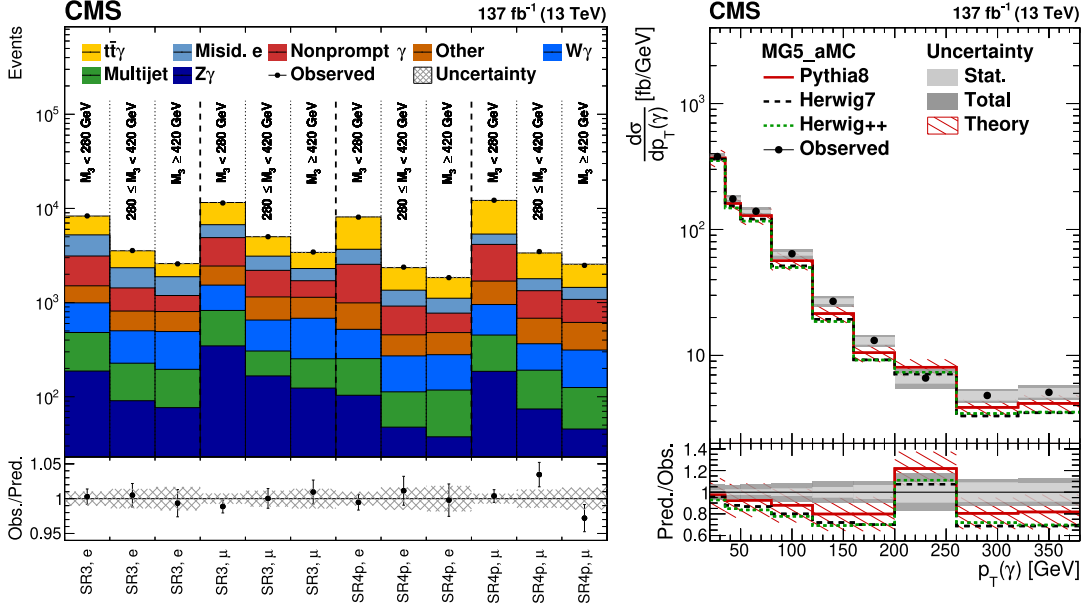 CMS 137 fb⁻¹ (13 TeV)
Events
tt̄γ Misid. e Nonprompt γ Other Wγ
Multijet Zγ Observed Uncertainty
10⁵
10⁴
10³
10²
M₃ < 280 GeV
280 ≤ M₃ < 420 GeV
M₃ ≥ 420 GeV
M₃ < 280 GeV
280 ≤ M₃ < 420 GeV
M₃ ≥ 420 GeV
M₃ < 280 GeV
280 ≤ M₃ < 420 GeV
M₃ ≥ 420 GeV
M₃ < 280 GeV
280 ≤ M₃ < 420 GeV
M₃ ≥ 420 GeV
Obs./Pred.
1.05
1
0.95
SR3, e
SR3, e
SR3, e
SR3, μ
SR3, μ
SR3, μ
SR4p, e
SR4p, e
SR4p, e
SR4p, μ
SR4p, μ
SR4p, μ
CMS 137 fb⁻¹ (13 TeV)
dσ/dp_T(γ) [fb/GeV]
MG5_aMC Uncertainty
Pythia8 Stat.
Herwig7 Total
Herwig++ Theory
Observed
10³
10²
10
Pred./Obs.
1.4
1.2
1.0
0.8
0.6
50 100 150 200 250 300 350
p_T(γ) [GeV]